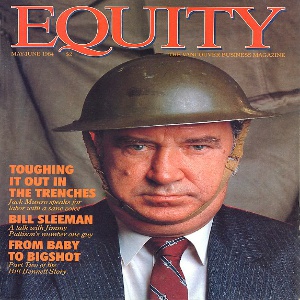 EQUITY
MAY/JUNE 1984 $2 THE VANCOUVER BUSINESS MAGAZINE
TOUGHING
IT OUT IN
THE TRENCHES
Jack Munro speaks for
labor with a sane voice
BILL SLEEMAN
A talk with Jimmy
Pattison's number one guy
FROM BABY
TO BIGSHOT
Part Two of the
Bill Bennett Story